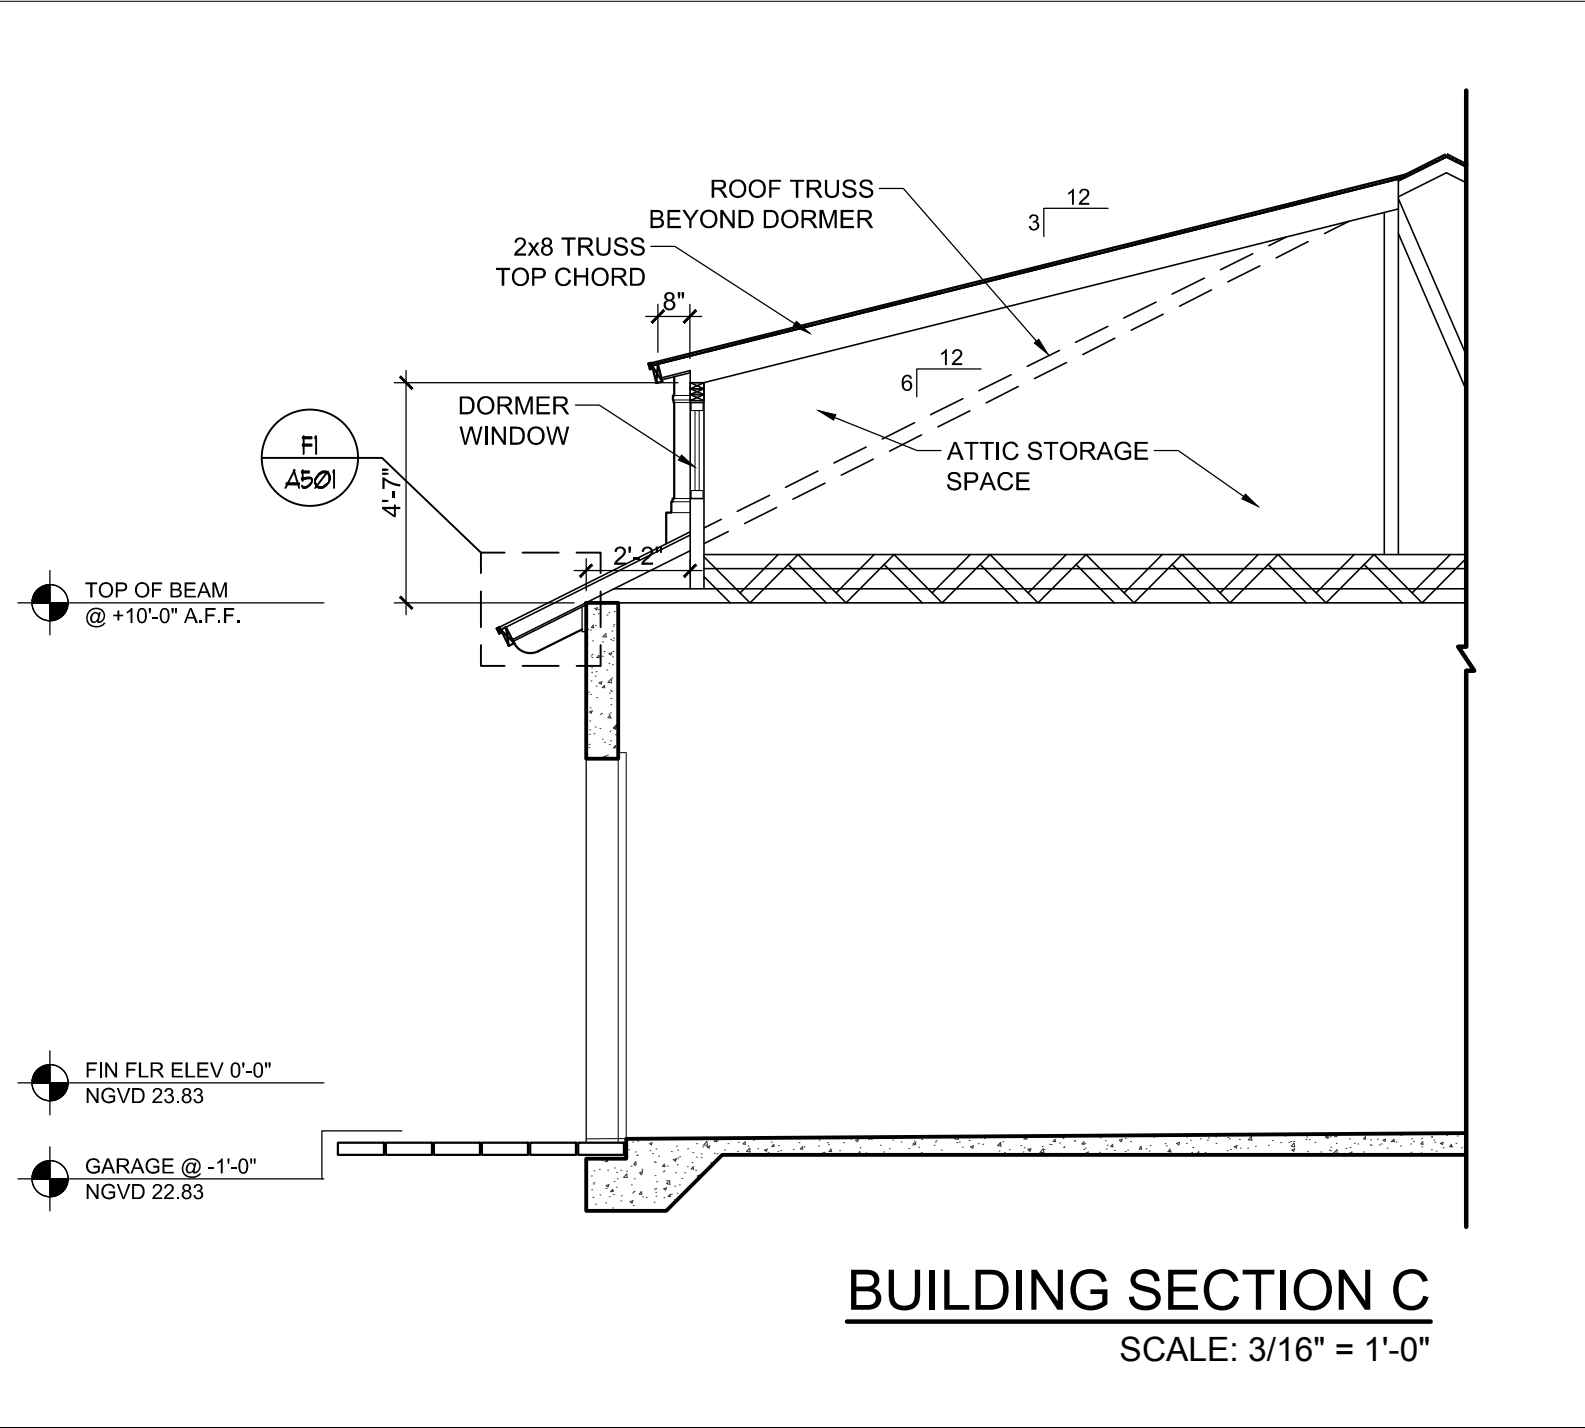 ROOF TRUSS
BEYOND DORMER
12
3
2x8 TRUSS
TOP CHORD
8"
12
6
DORMER
WINDOW
F1
A501
4'-7"
ATTIC STORAGE
SPACE
2'-2"
TOP OF BEAM
@ +10'-0" A.F.F.
FIN FLR ELEV 0'-0"
NGVD 23.83
GARAGE @ -1'-0"
NGVD 22.83
BUILDING SECTION C
SCALE: 3/16" = 1'-0"